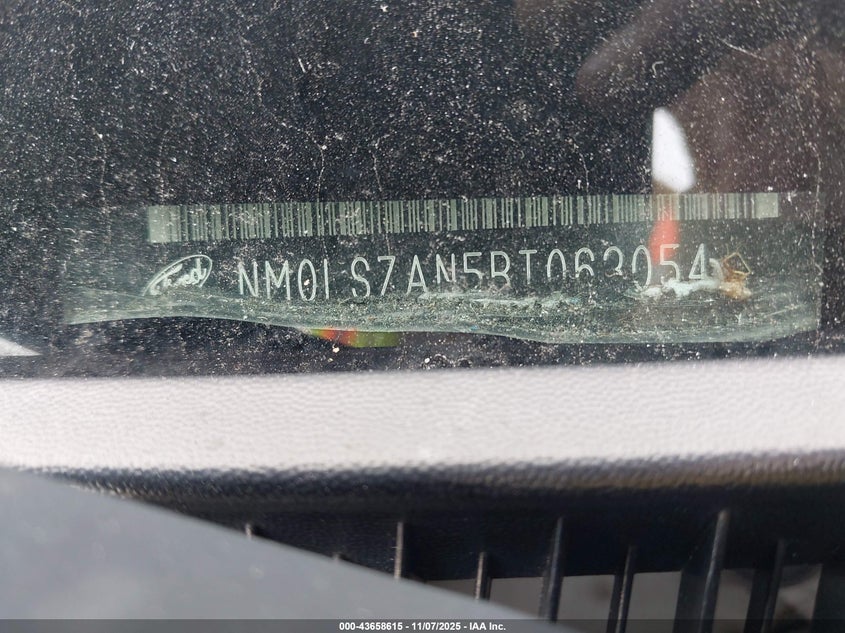 Ford NM0LS7AN5BT063054
000-43658615 | 11/07/2025 - IAA Inc.